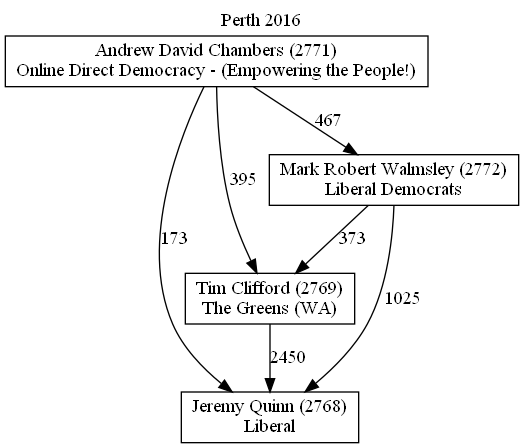 Perth 2016
Andrew David Chambers (2771)
Online Direct Democracy - (Empowering the People!)
467
Mark Robert Walmsley (2772)
Liberal Democrats
395
173
373
Tim Clifford (2769)
The Greens (WA)
1025
2450
Jeremy Quinn (2768)
Liberal